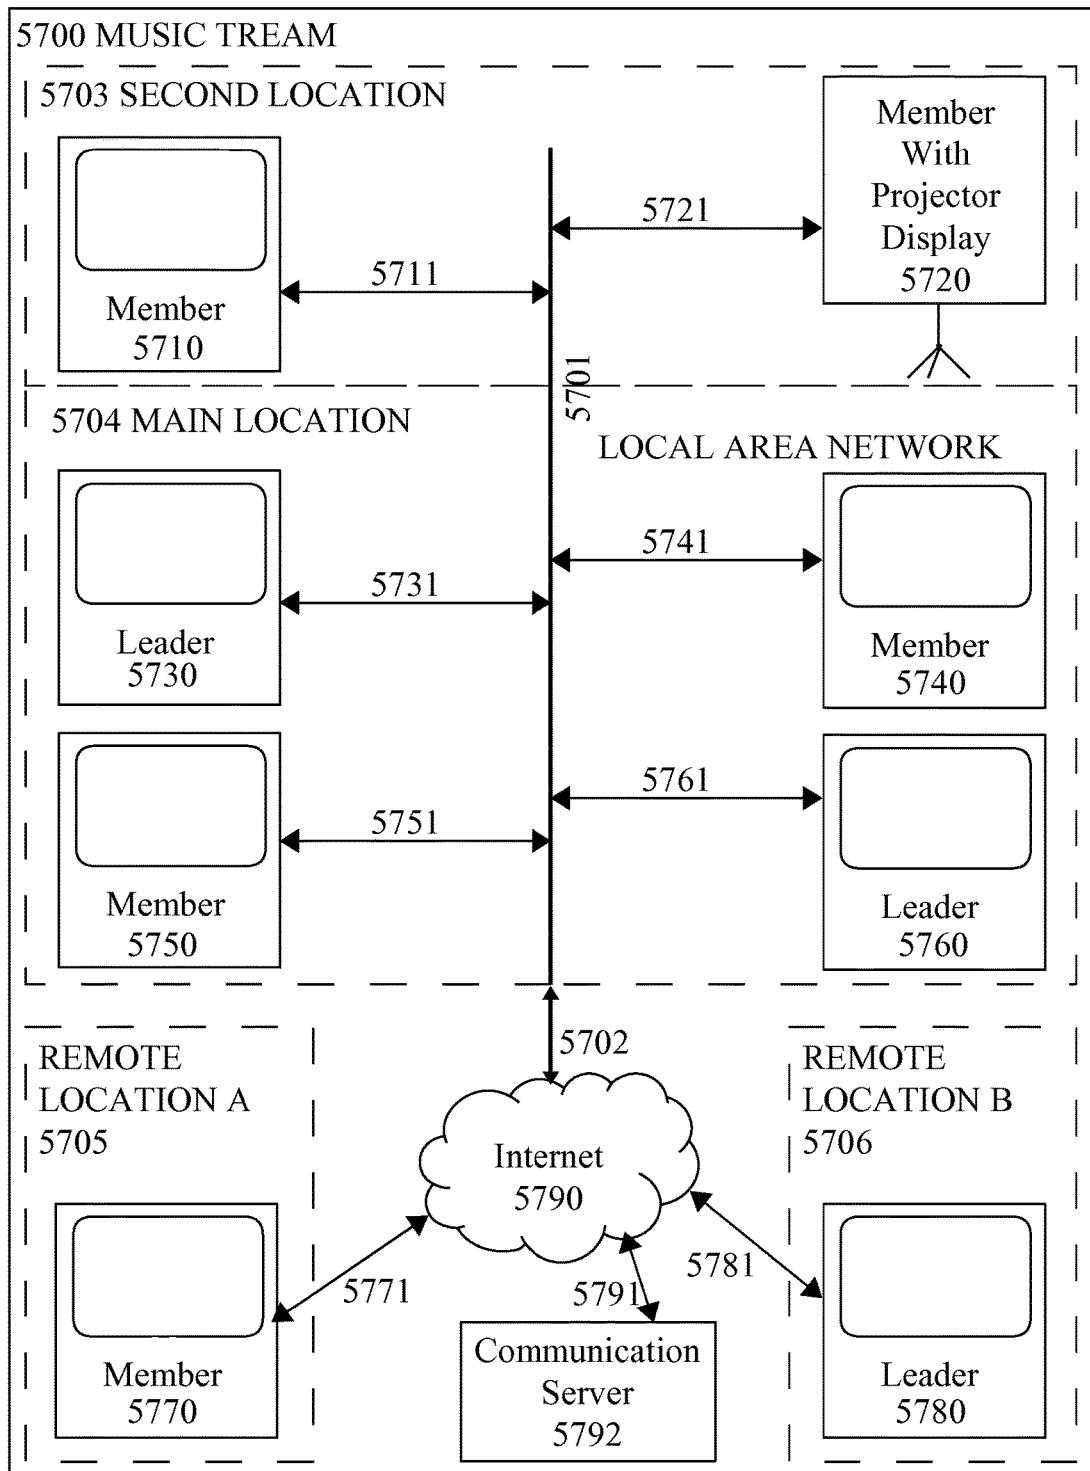 5700 MUSIC TREAM
5703 SECOND LOCATION
Member
With
Projector
Display
5720
5721
5711
Member
5710
5701
5704 MAIN LOCATION
LOCAL AREA NETWORK
5741
5731
Leader
5730
Member
5740
5761
5751
Member
5750
Leader
5760
5702
REMOTE
LOCATION A
5705
REMOTE
LOCATION B
5706
Internet
5790
5771
5791
5781
Member
5770
Communication
Server
5792
Leader
5780